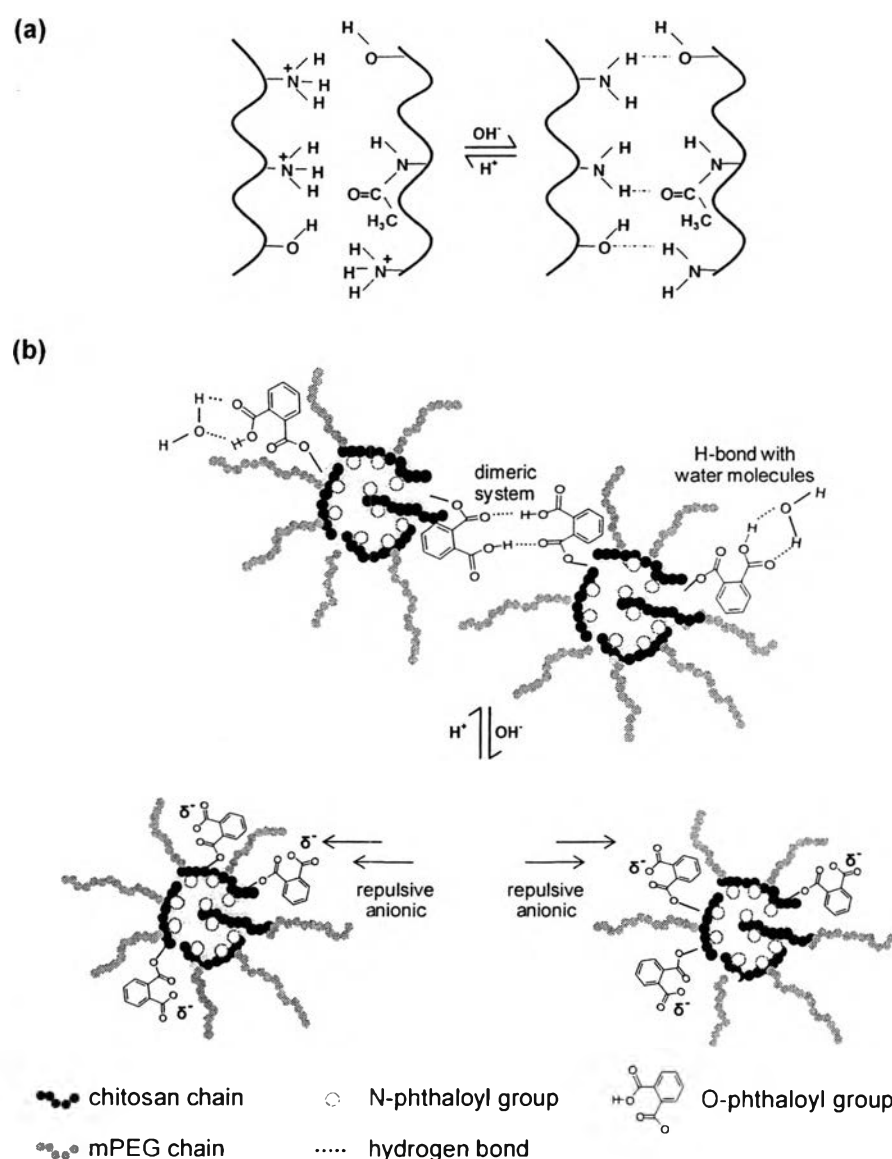 (a)
H
O
H
+
N
H
H
H
+
N
H
H
O
H
H
N
O=C
H₃C
H
H
N
+
H
OH⁻
H⁺
H
N
H
H
O
H
N
H
H
N
O=C
H₃C
H
O
H
N
H
(b)
H
O
H
O
H
O
O
O
dimeric
system
H-bond with
water molecules
O
O
O
H
O
H
O
O
O
O
H
O
H
H
O
O
O
O
H⁺
OH⁻
δ⁻
δ⁻
repulsive
anionic
δ⁻
repulsive
anionic
δ⁻
δ⁻
δ⁻
chitosan chain
N-phthaloyl group
O-phthaloyl group
mPEG chain
hydrogen bond